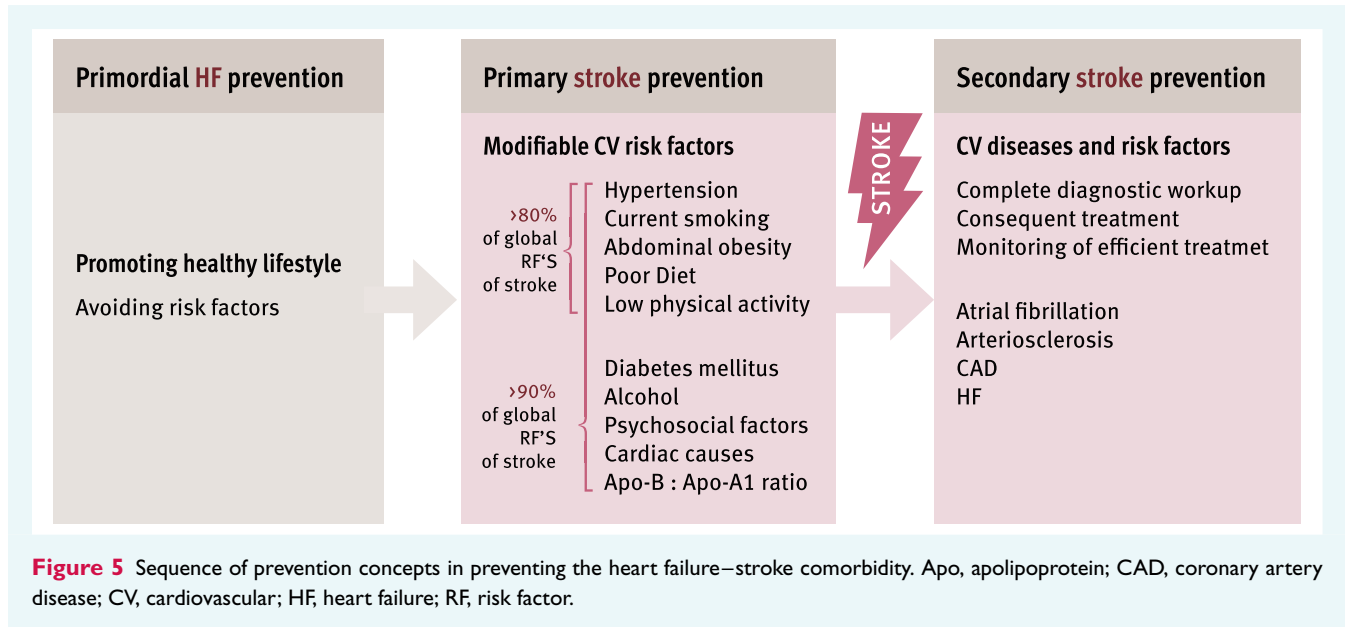 Primordial HF prevention
Promoting healthy lifestyle
Avoiding risk factors
Primary stroke prevention
Modifiable CV risk factors
>80%
of global
RF‘S
of stroke
Hypertension
Current smoking
Abdominal obesity
Poor Diet
Low physical activity
>90%
of global
RF’S
of stroke
Diabetes mellitus
Alcohol
Psychosocial factors
Cardiac causes
Apo-B : Apo-A1 ratio
STROKE
Secondary stroke prevention
CV diseases and risk factors
Complete diagnostic workup
Consequent treatment
Monitoring of efficient treatmet
Atrial fibrillation
Arteriosclerosis
CAD
HF
Figure 5 Sequence of prevention concepts in preventing the heart failure–stroke comorbidity. Apo, apolipoprotein; CAD, coronary artery
disease; CV, cardiovascular; HF, heart failure; RF, risk factor.